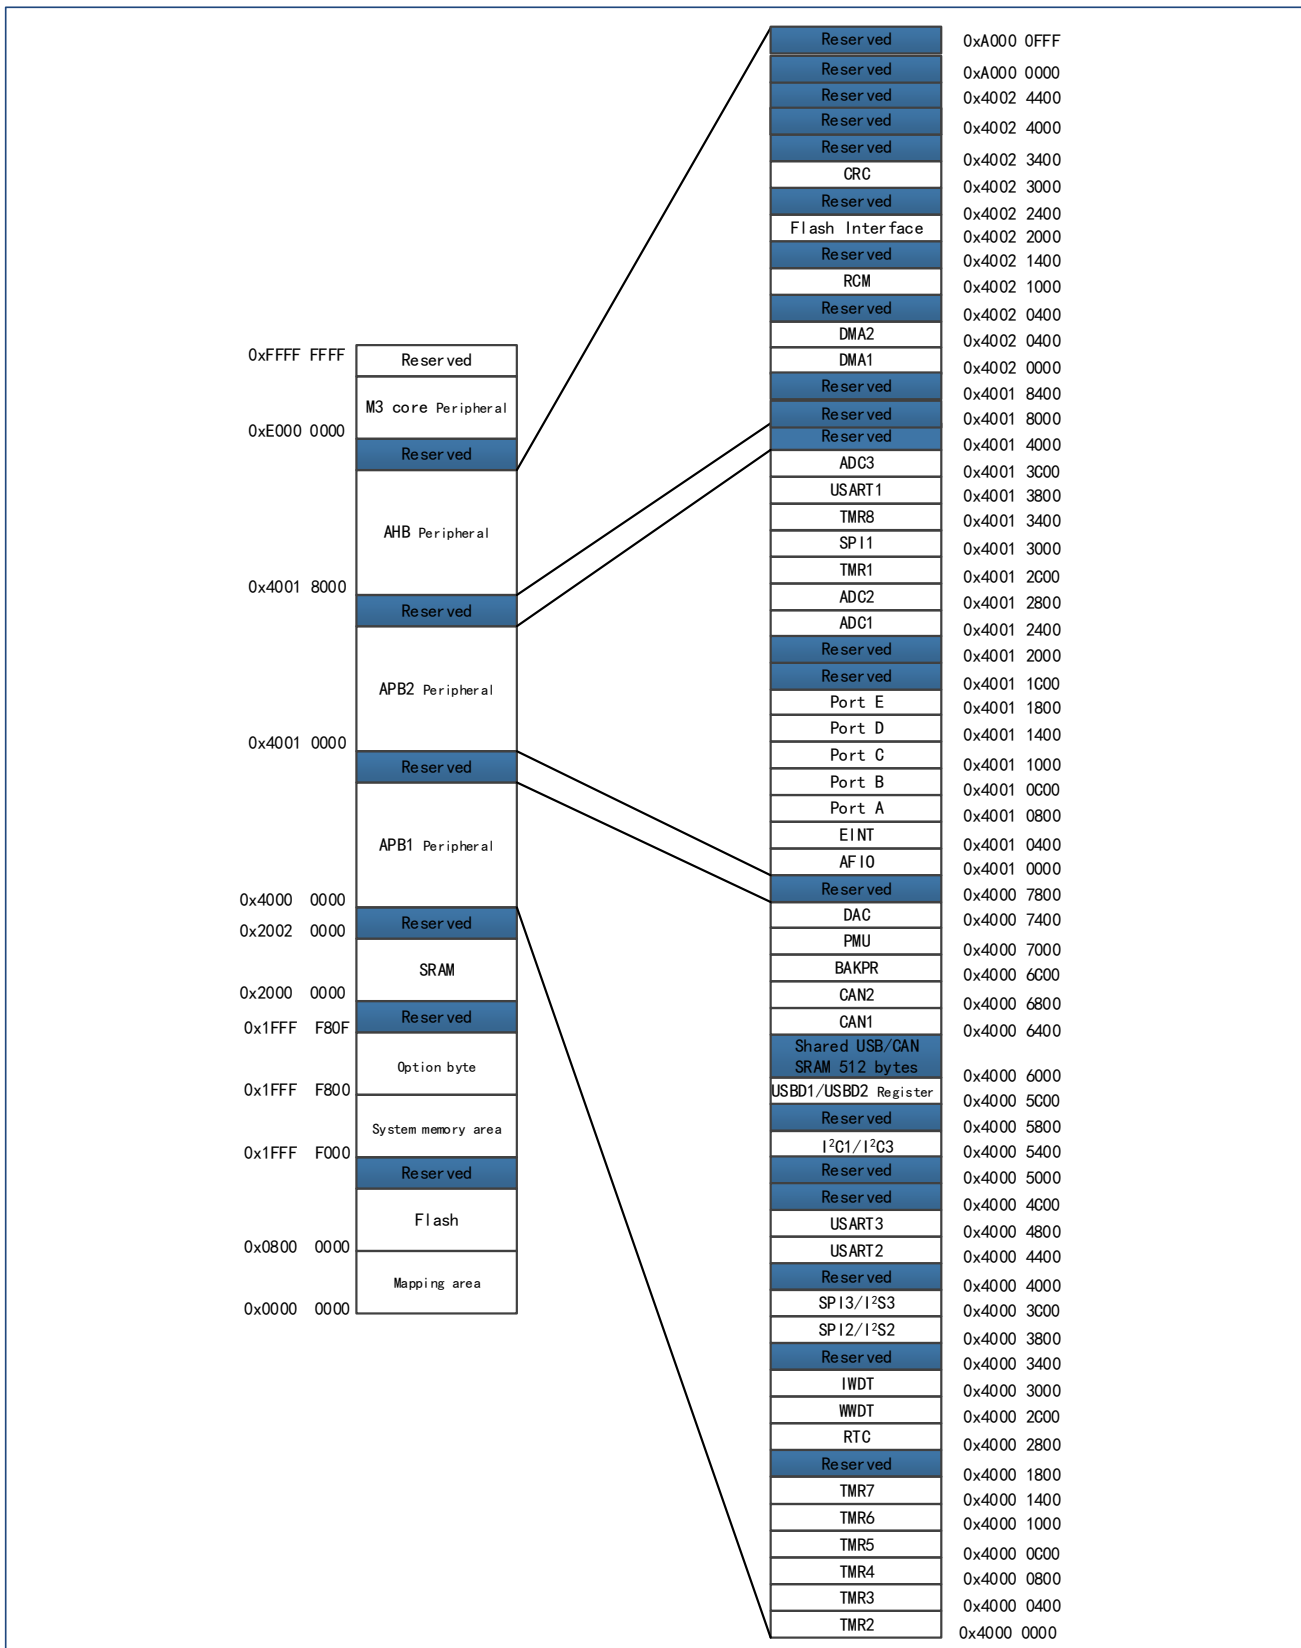 0xFFFF FFFF
Reserved
M3 core Peripheral
0xE000 0000
Reserved
AHB Peripheral
0x4001 8000
Reserved
APB2 Peripheral
0x4001 0000
Reserved
APB1 Peripheral
0x4000 0000
Reserved
0x2002 0000
SRAM
0x2000 0000
Reserved
0x1FFF F80F
Option byte
0x1FFF F800
System memory area
0x1FFF F000
Reserved
Flash
0x0800 0000
Mapping area
0x0000 0000
Reserved 0xA000 0FFF
Reserved 0xA000 0000
Reserved 0x4002 4400
Reserved 0x4002 4000
Reserved 0x4002 3400
CRC 0x4002 3000
Reserved 0x4002 2400
Flash Interface 0x4002 2000
Reserved 0x4002 1400
RCM 0x4002 1000
Reserved 0x4002 0400
DMA2 0x4002 0400
DMA1 0x4002 0000
Reserved 0x4001 8400
Reserved 0x4001 8000
Reserved 0x4001 4000
ADC3 0x4001 3C00
USART1 0x4001 3800
TMR8 0x4001 3400
SPI1 0x4001 3000
TMR1 0x4001 2C00
ADC2 0x4001 2800
ADC1 0x4001 2400
Reserved 0x4001 2000
Reserved 0x4001 1C00
Port E 0x4001 1800
Port D 0x4001 1400
Port C 0x4001 1000
Port B 0x4001 0C00
Port A 0x4001 0800
EINT 0x4001 0400
AFIO 0x4001 0000
Reserved 0x4000 7800
DAC 0x4000 7400
PMU 0x4000 7000
BAKPR 0x4000 6C00
CAN2 0x4000 6800
CAN1 0x4000 6400
Shared USB/CAN
SRAM 512 bytes 0x4000 6000
USBD1/USBD2 Register 0x4000 5C00
Reserved 0x4000 5800
I²C1/I²C3 0x4000 5400
Reserved 0x4000 5000
Reserved 0x4000 4C00
USART3 0x4000 4800
USART2 0x4000 4400
Reserved 0x4000 4000
SPI3/I²S3 0x4000 3C00
SPI2/I²S2 0x4000 3800
Reserved 0x4000 3400
IWDT 0x4000 3000
WWDT 0x4000 2C00
RTC 0x4000 2800
Reserved 0x4000 1800
TMR7 0x4000 1400
TMR6 0x4000 1000
TMR5 0x4000 0C00
TMR4 0x4000 0800
TMR3 0x4000 0400
TMR2 0x4000 0000